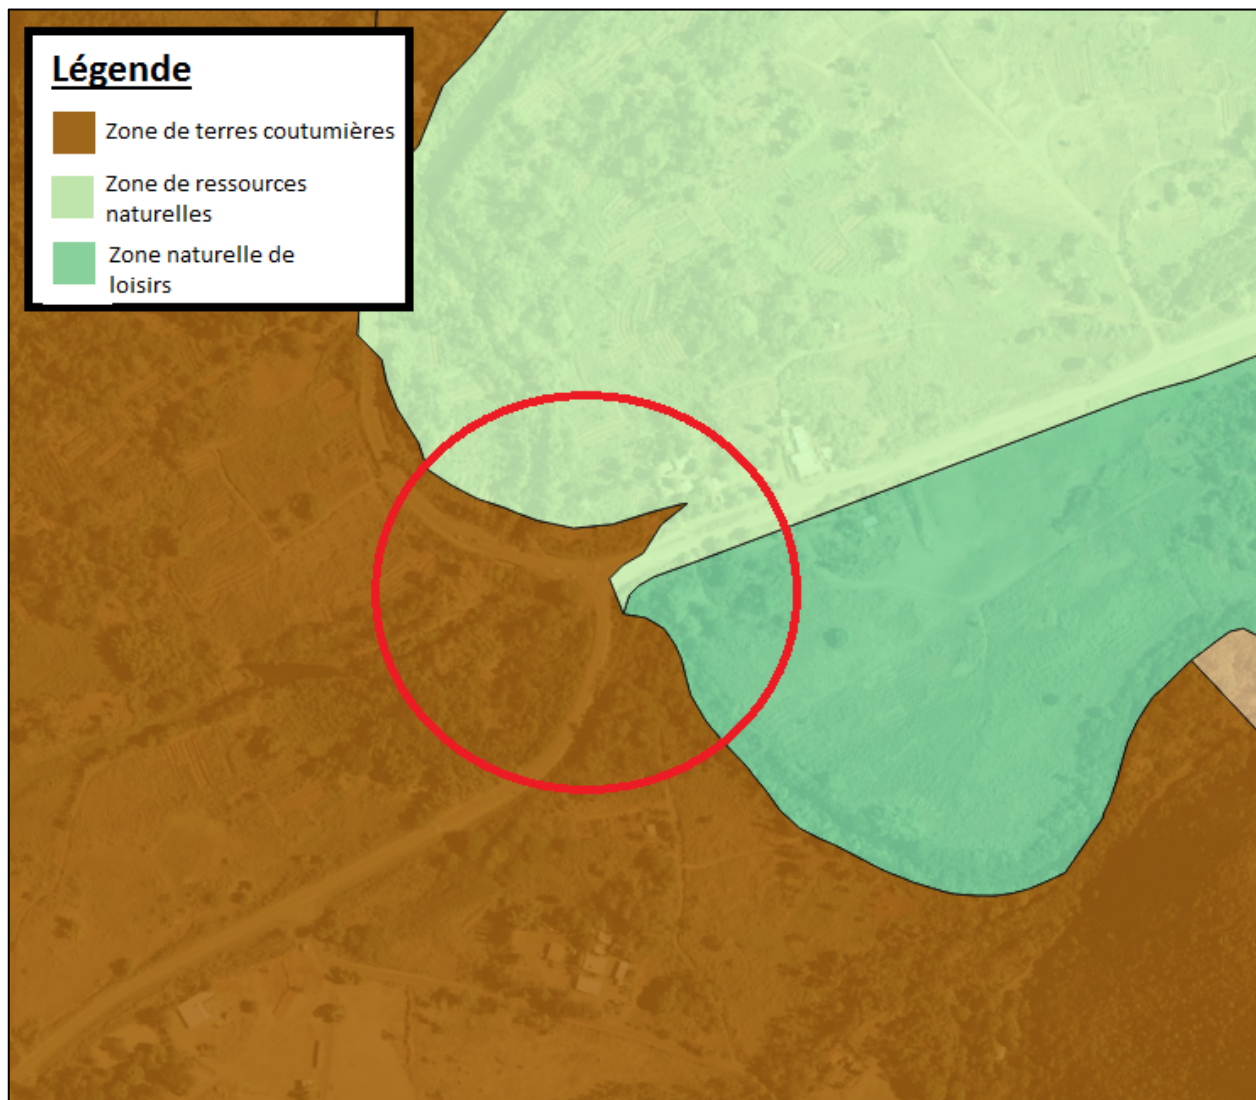 Légende
Zone de terres coutumières
Zone de ressources
naturelles
Zone naturelle de
loisirs